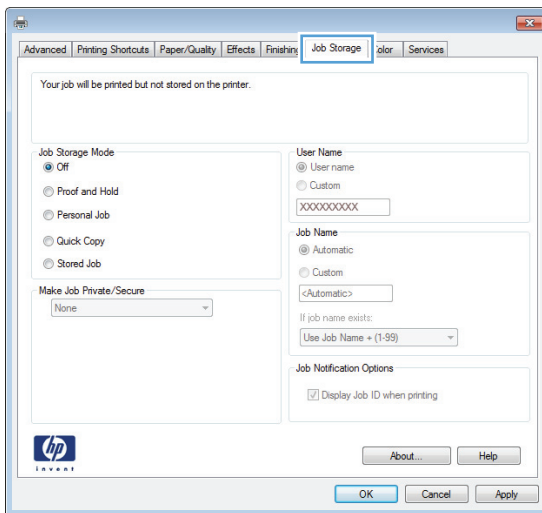 Advanced Printing Shortcuts Paper/Quality Effects Finishing Job Storage Color Services
Your job will be printed but not stored on the printer.
Job Storage Mode
Off
Proof and Hold
Personal Job
Quick Copy
Stored Job
Make Job Private/Secure
None
User Name
User name
Custom
XXXXXXXXX
Job Name
Automatic
Custom
<Automatic>
If job name exists:
Use Job Name + (1-99)
Job Notification Options
Display Job ID when printing
hp
invent
About... Help
OK Cancel Apply